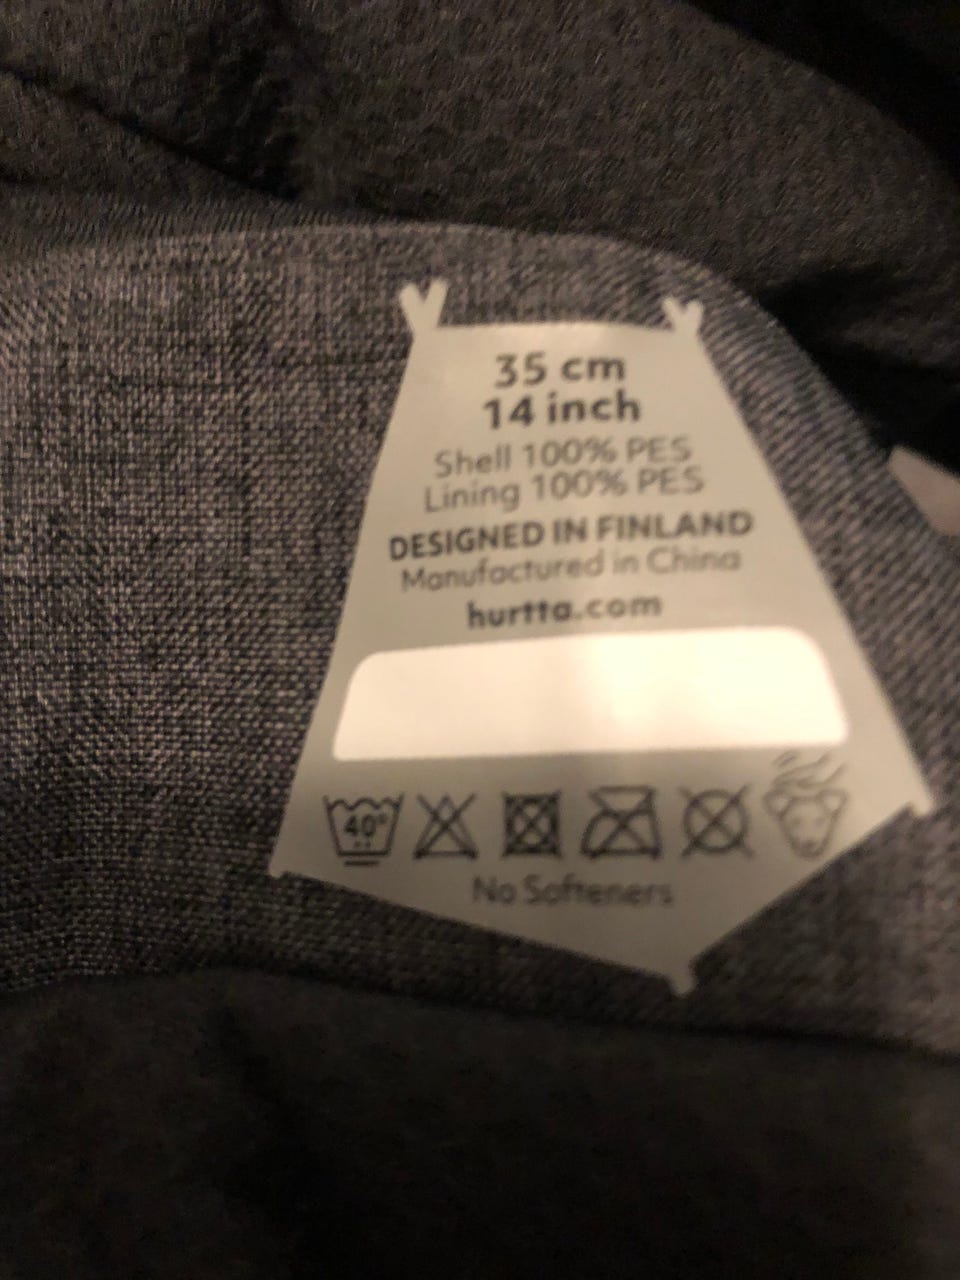 35 cm
14 inch
Shell 100% PES
Lining 100% PES
DESIGNED IN FINLAND
Manufactured in China
hurtta.com
40°
No Softeners